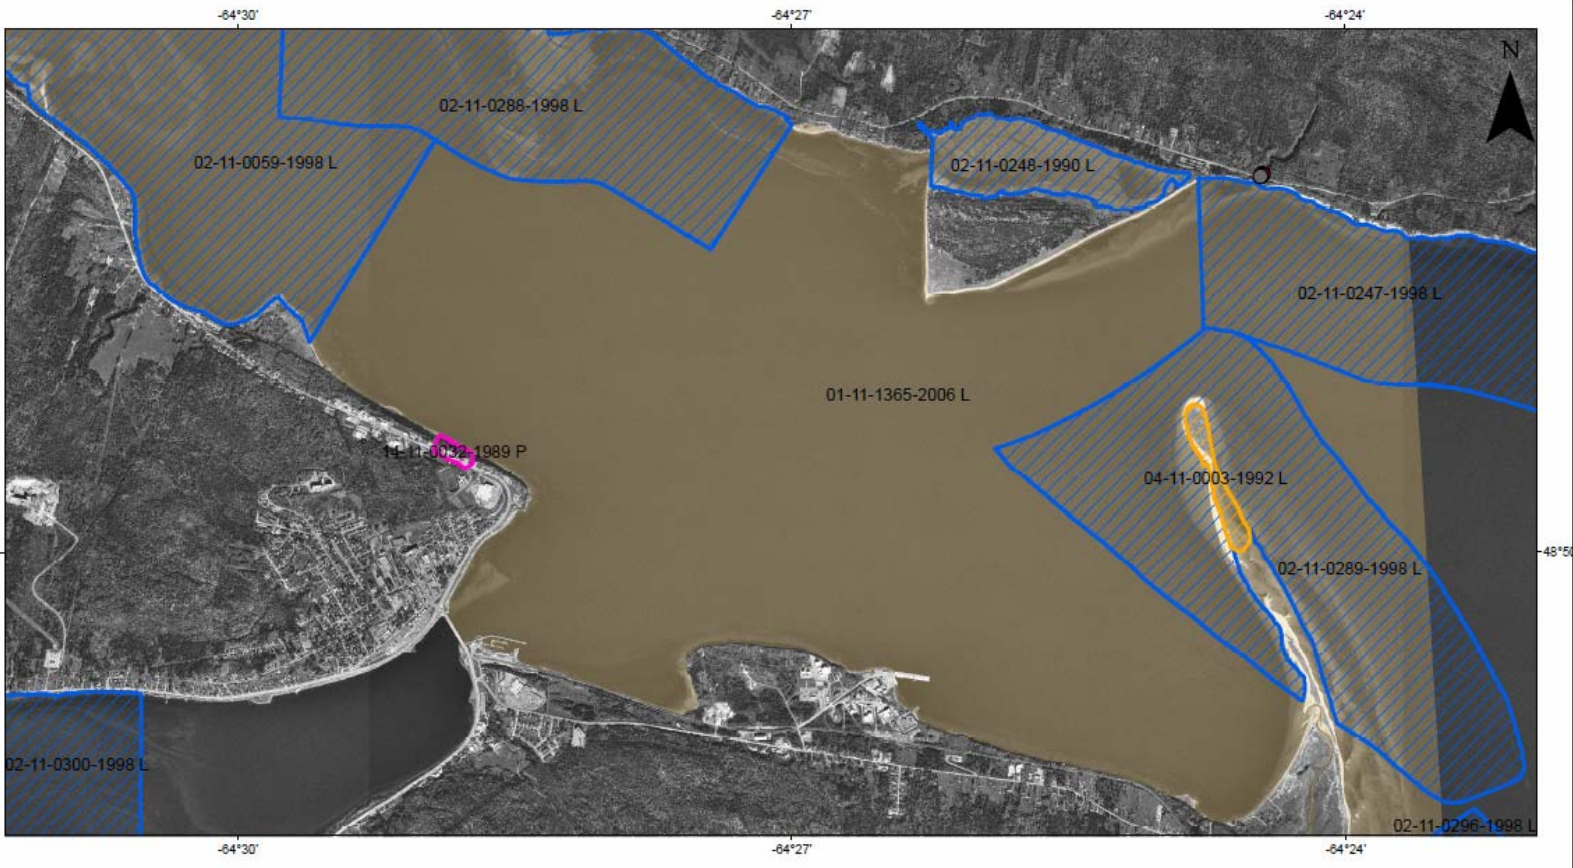 -64°30'
-64°27'
-64°24'
N
02-11-0288-1998 L
02-11-0059-1998 L
02-11-0248-1990 L
02-11-0247-1998 L
01-11-1365-2006 L
14-11-0032-1989 P
04-11-0003-1992 L
48°50
02-11-0289-1998 L
02-11-0300-1998 L
02-11-0296-1998 L
-64°30'
-64°27'
-64°24'